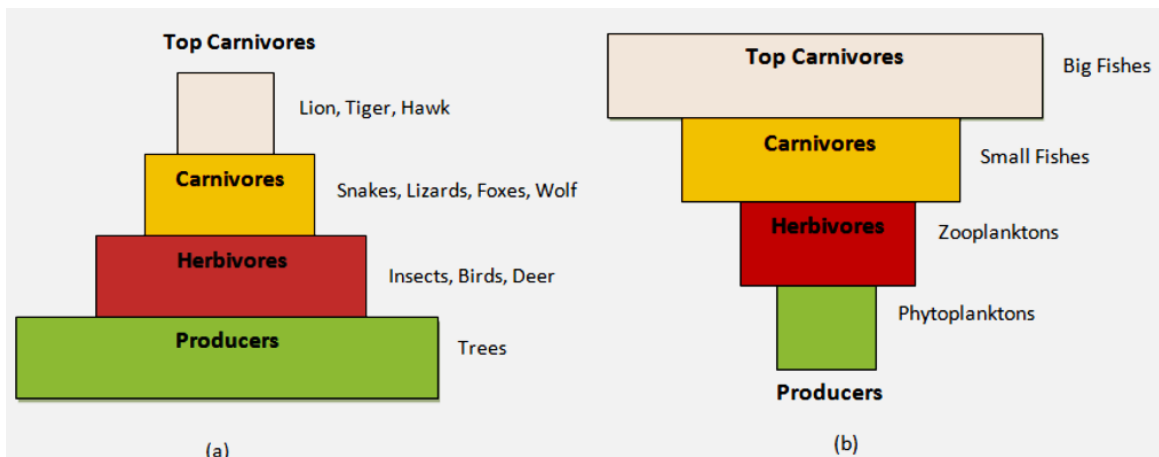 Top Carnivores
Lion, Tiger, Hawk
Carnivores
Snakes, Lizards, Foxes, Wolf
Herbivores
Insects, Birds, Deer
Producers
Trees
(a)
Top Carnivores
Big Fishes
Carnivores
Small Fishes
Herbivores
Zooplanktons
Phytoplanktons
Producers
(b)